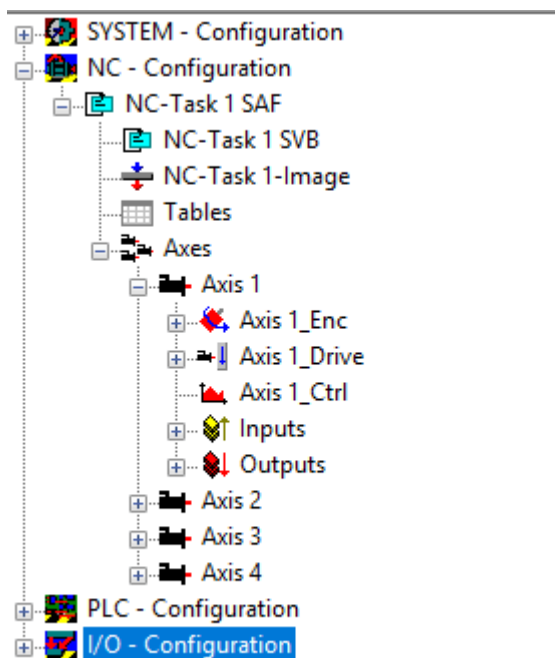 SYSTEM - Configuration
NC - Configuration
NC-Task 1 SAF
NC-Task 1 SVB
NC-Task 1-Image
Tables
Axes
Axis 1
Axis 1_Enc
Axis 1_Drive
Axis 1_Ctrl
Inputs
Outputs
Axis 2
Axis 3
Axis 4
PLC - Configuration
I/O - Configuration